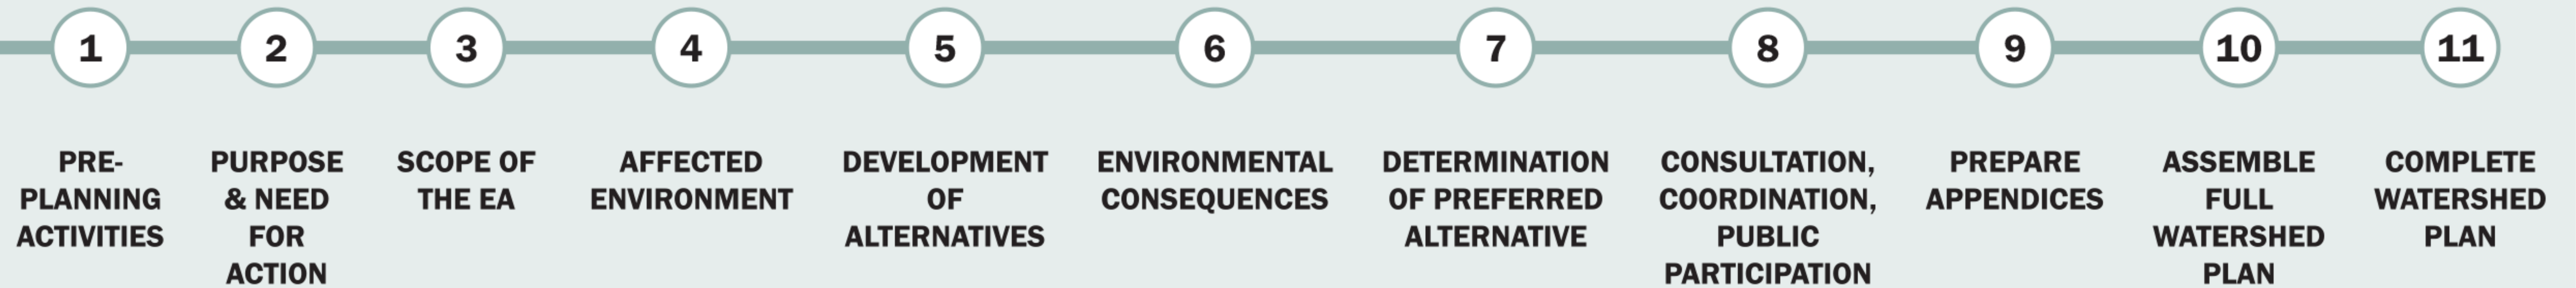 1
PRE-
PLANNING
ACTIVITIES
2
PURPOSE
& NEED
FOR
ACTION
3
SCOPE OF
THE EA
4
AFFECTED
ENVIRONMENT
5
DEVELOPMENT
OF
ALTERNATIVES
6
ENVIRONMENTAL
CONSEQUENCES
7
DETERMINATION
OF PREFERRED
ALTERNATIVE
8
CONSULTATION,
COORDINATION,
PUBLIC
PARTICIPATION
9
PREPARE
APPENDICES
10
ASSEMBLE
FULL
WATERSHED
PLAN
11
COMPLETE
WATERSHED
PLAN